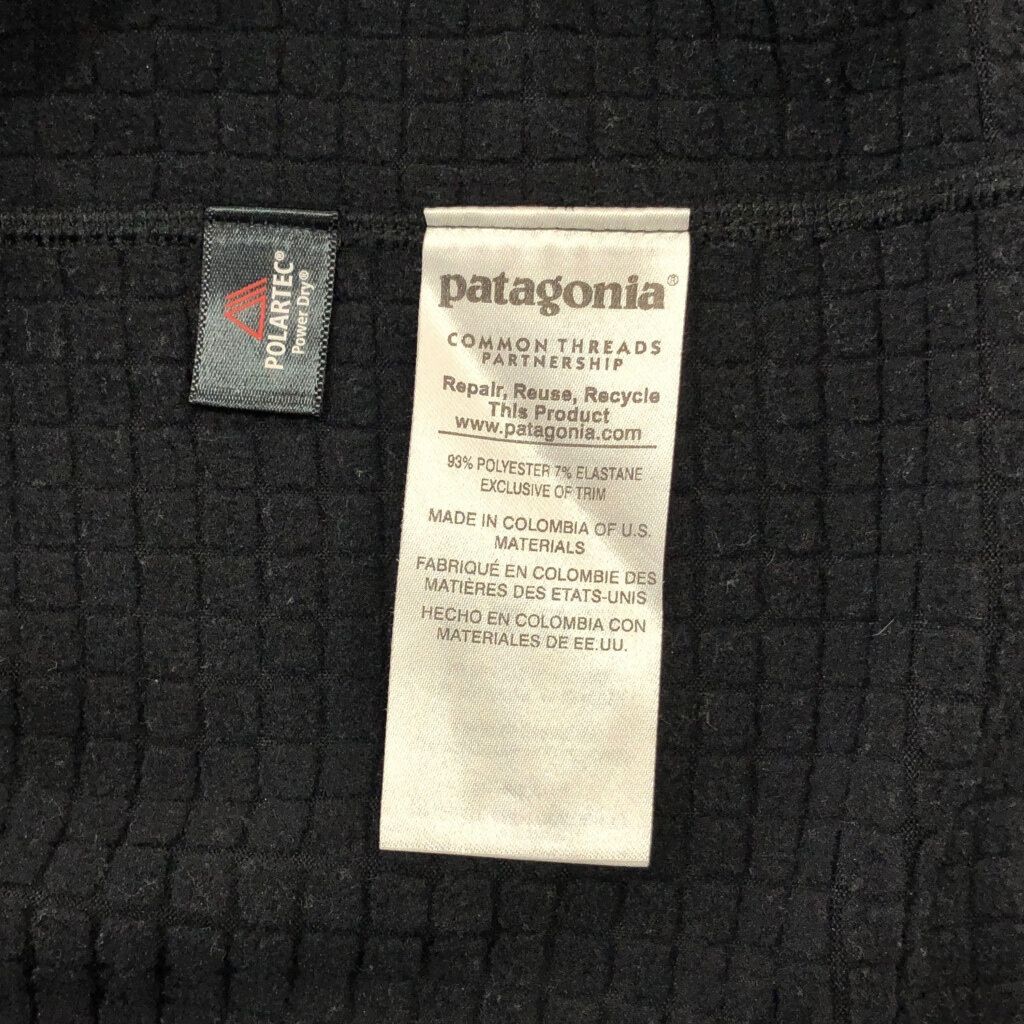 POLARTEC®
Power Dry®
patagonia®
COMMON THREADS
PARTNERSHIP
Repair, Reuse, Recycle
This Product
www.patagonia.com
93% POLYESTER 7% ELASTANE
EXCLUSIVE OF TRIM
MADE IN COLOMBIA OF U.S.
MATERIALS
FABRIQUÉ EN COLOMBIE DES
MATIÈRES DES ETATS-UNIS
HECHO EN COLOMBIA CON
MATERIALES DE EE.UU.